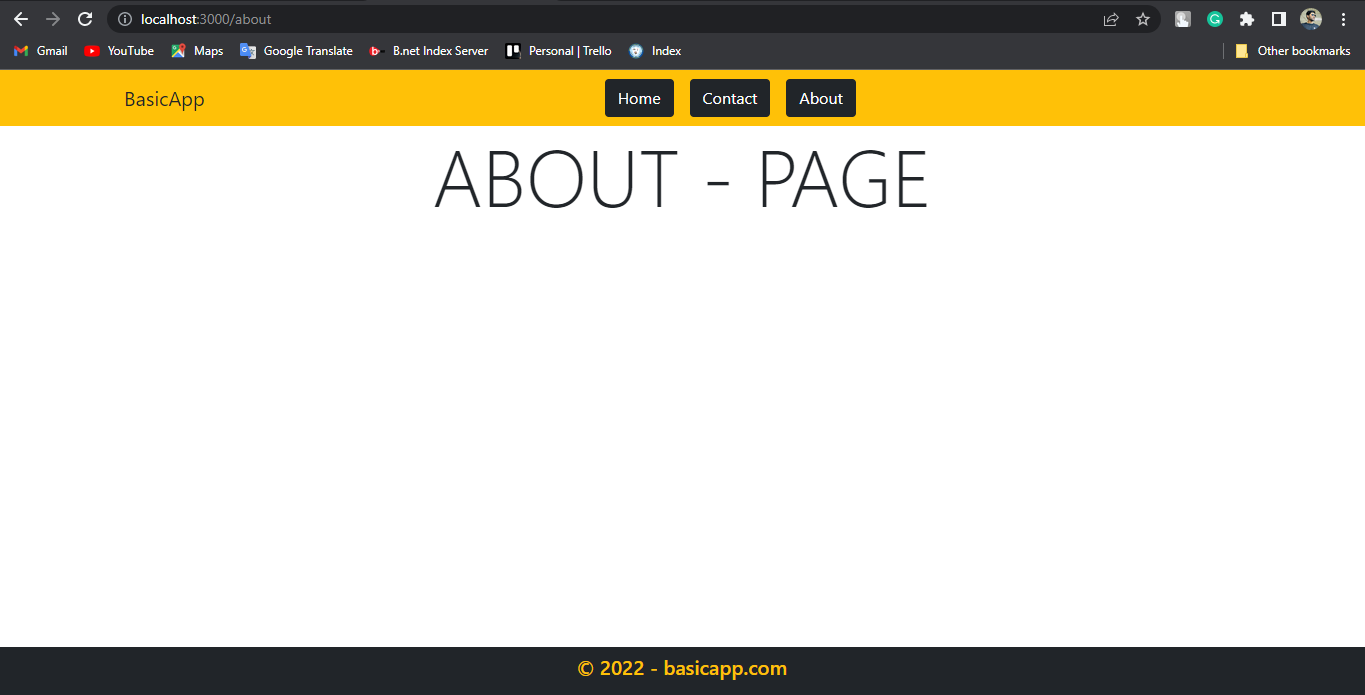 localhost:3000/about
Gmail YouTube Maps Google Translate B.net Index Server Personal | Trello Index Other bookmarks
BasicApp Home Contact About
ABOUT - PAGE
© 2022 - basicapp.com